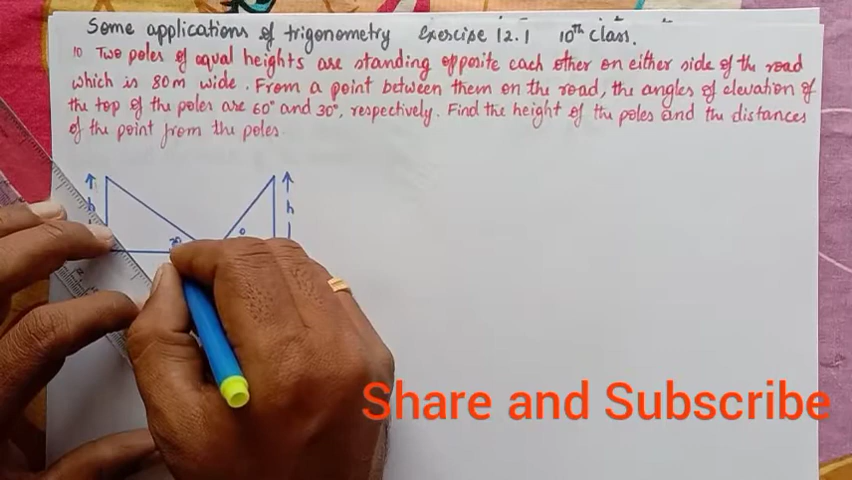 Some applications of trigonometry Exercise 12.1 10th class.
10 Two poles of equal heights are standing opposite each other on either side of the road
which is 80m wide. From a point between them on the road, the angles of elevation of
the top of the poles are 60° and 30°, respectively. Find the height of the poles and the distances
of the point from the poles.
h
h
30
Share and Subscribe